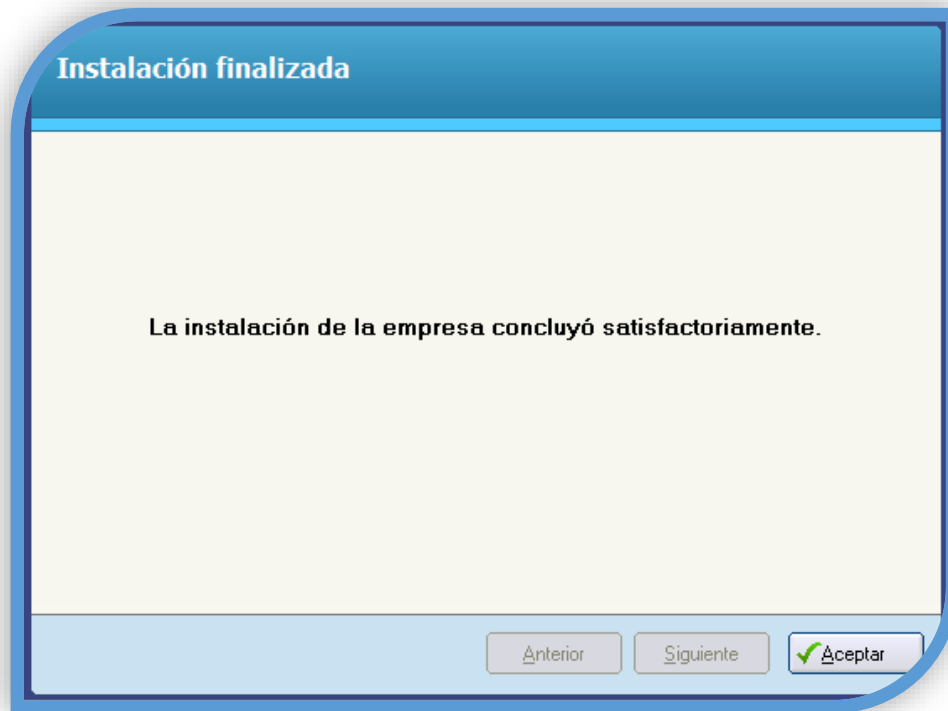 Instalación finalizada
La instalación de la empresa concluyó satisfactoriamente.
Anterior Siguiente Aceptar